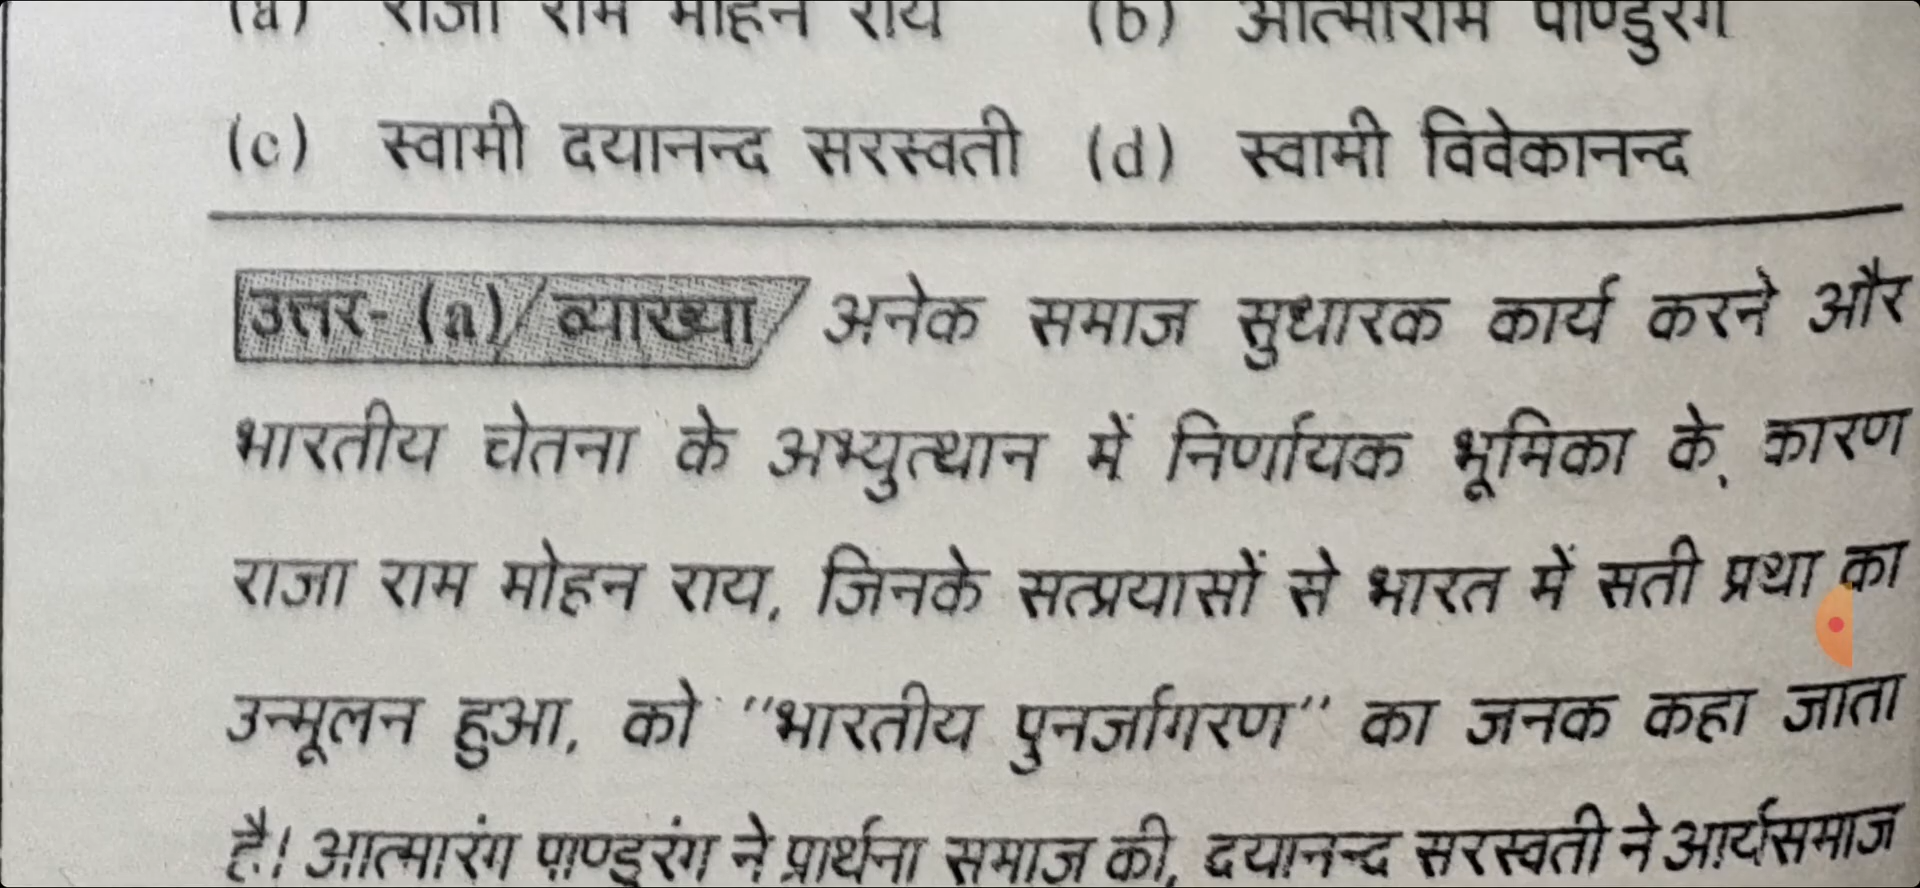 (a) राजा राम मोहन राय (b) आत्माराम पाण्डुरंग
(c) स्वामी दयानन्द सरस्वती (d) स्वामी विवेकानन्द
उत्तर- (a)/ व्याख्या/ अनेक समाज सुधारक कार्य करने और
भारतीय चेतना के अभ्युत्थान में निर्णायक भूमिका के कारण
राजा राम मोहन राय, जिनके सत्प्रयासों से भारत में सती प्रथा का
उन्मूलन हुआ, को "भारतीय पुनर्जागरण" का जनक कहा जाता
है। आत्मारंग पाण्डुरंग ने प्रार्थना समाज की, दयानन्द सरस्वती ने आर्यसमाज